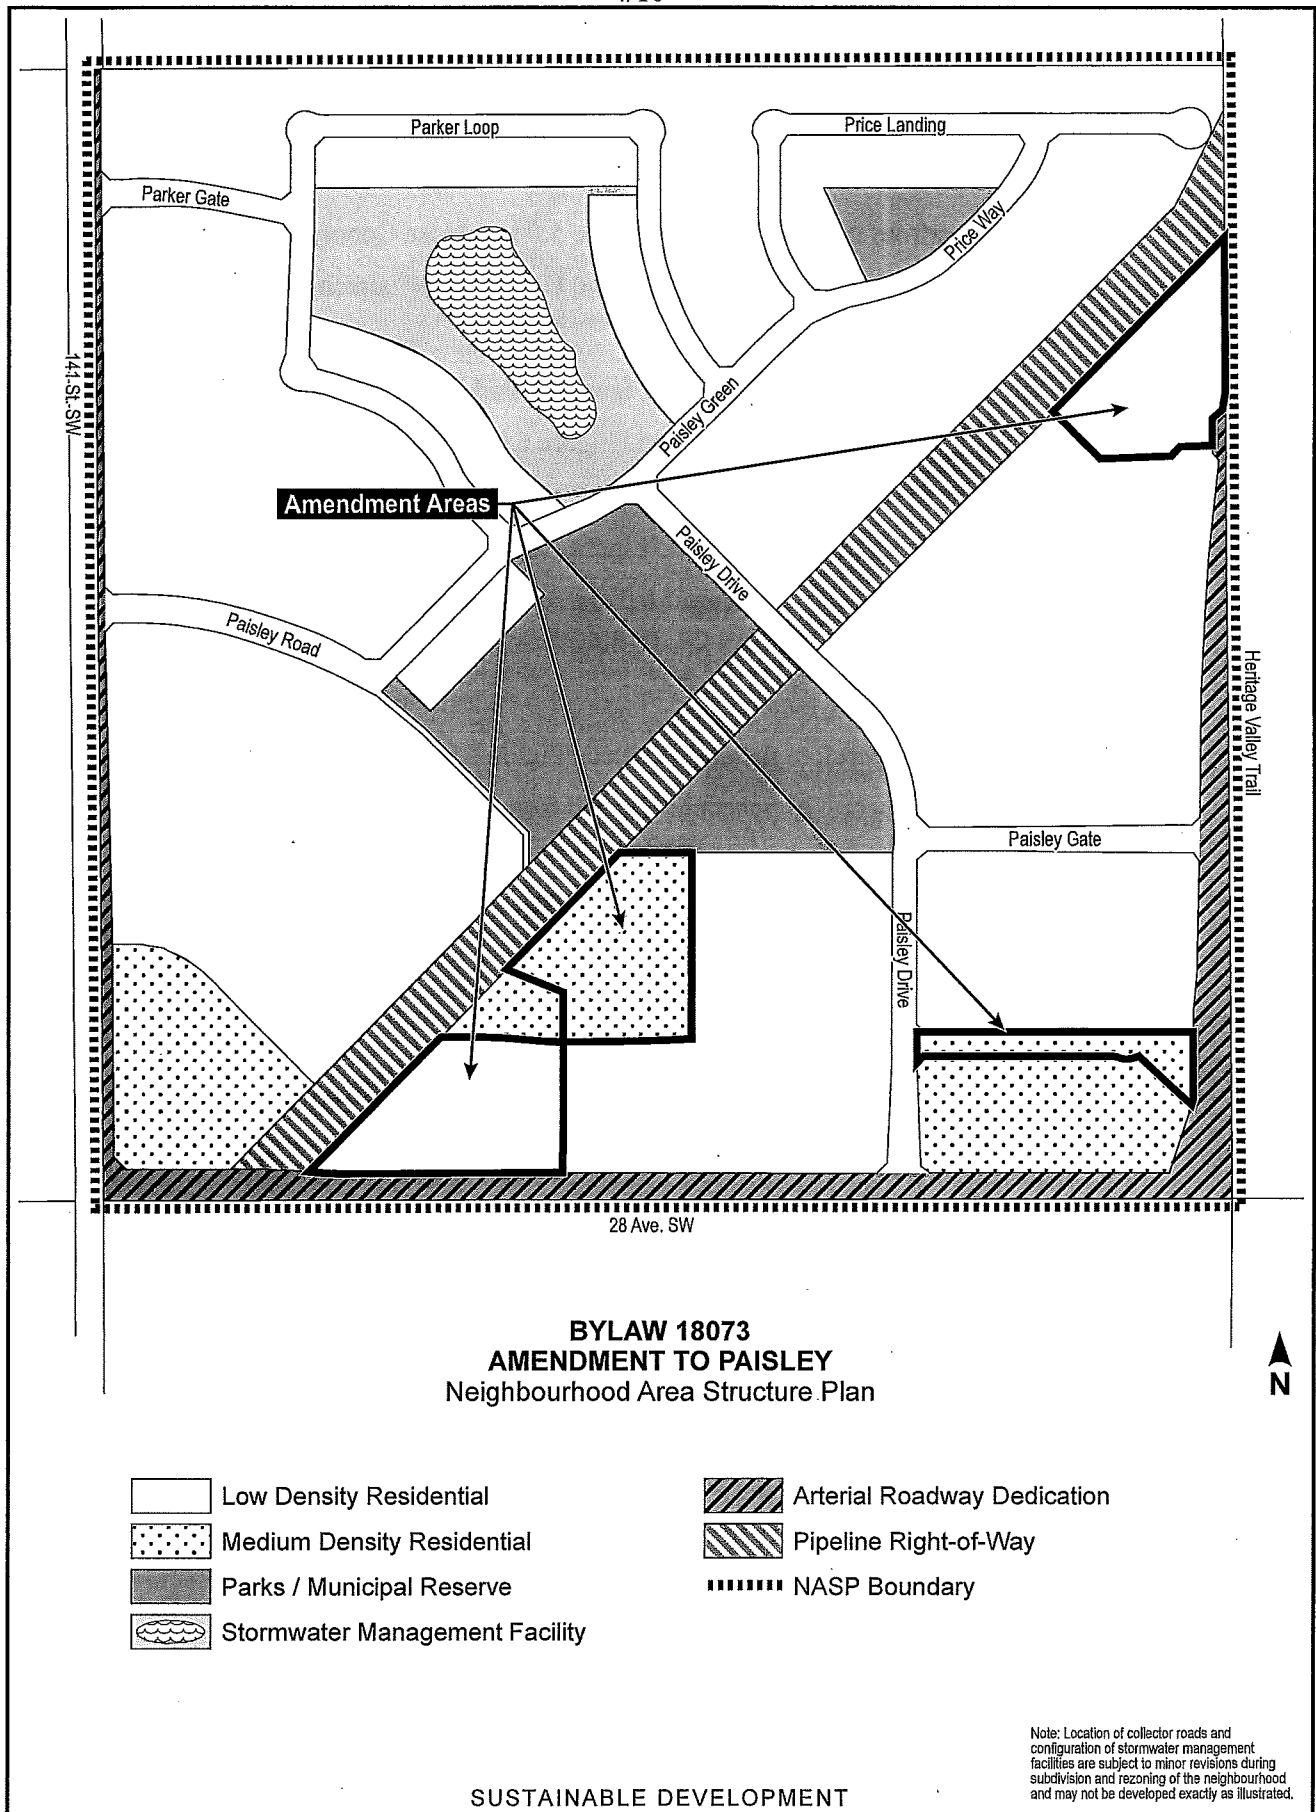 Parker Loop
Price Landing
Parker Gate
Price Way
141 St. SW
Paisley Green
Amendment Areas
Paisley Drive
Paisley Road
Heritage Valley Trail
Paisley Gate
Paisley Drive
28 Ave. SW
BYLAW 18073
AMENDMENT TO PAISLEY
Neighbourhood Area Structure Plan
N
Low Density Residential
Medium Density Residential
Parks / Municipal Reserve
Stormwater Management Facility
Arterial Roadway Dedication
Pipeline Right-of-Way
NASP Boundary
Note: Location of collector roads and
configuration of stormwater management
facilities are subject to minor revisions during
subdivision and rezoning of the neighbourhood
and may not be developed exactly as illustrated.
SUSTAINABLE DEVELOPMENT